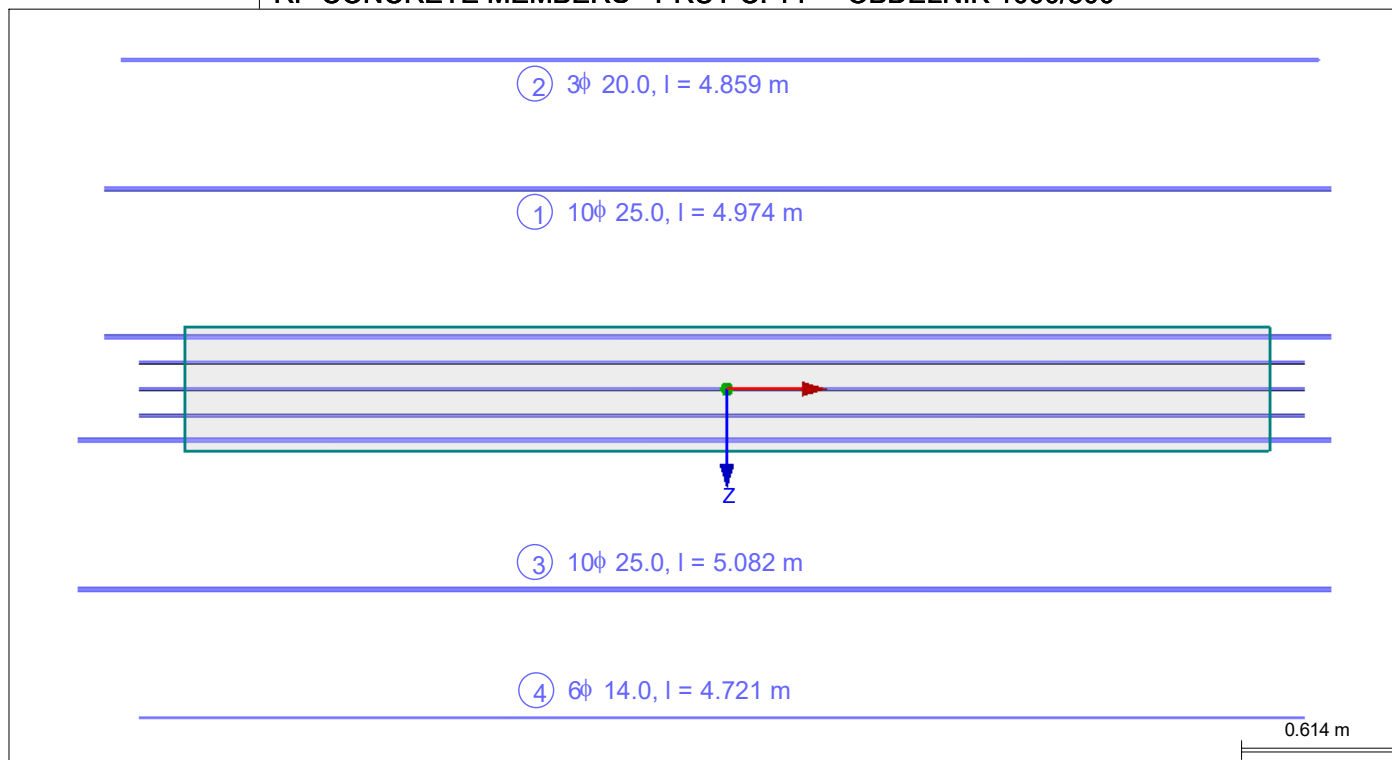 ② 3ϕ 20.0, l = 4.859 m
① 10ϕ 25.0, l = 4.974 m
Z
③ 10ϕ 25.0, l = 5.082 m
④ 6ϕ 14.0, l = 4.721 m
0.614 m